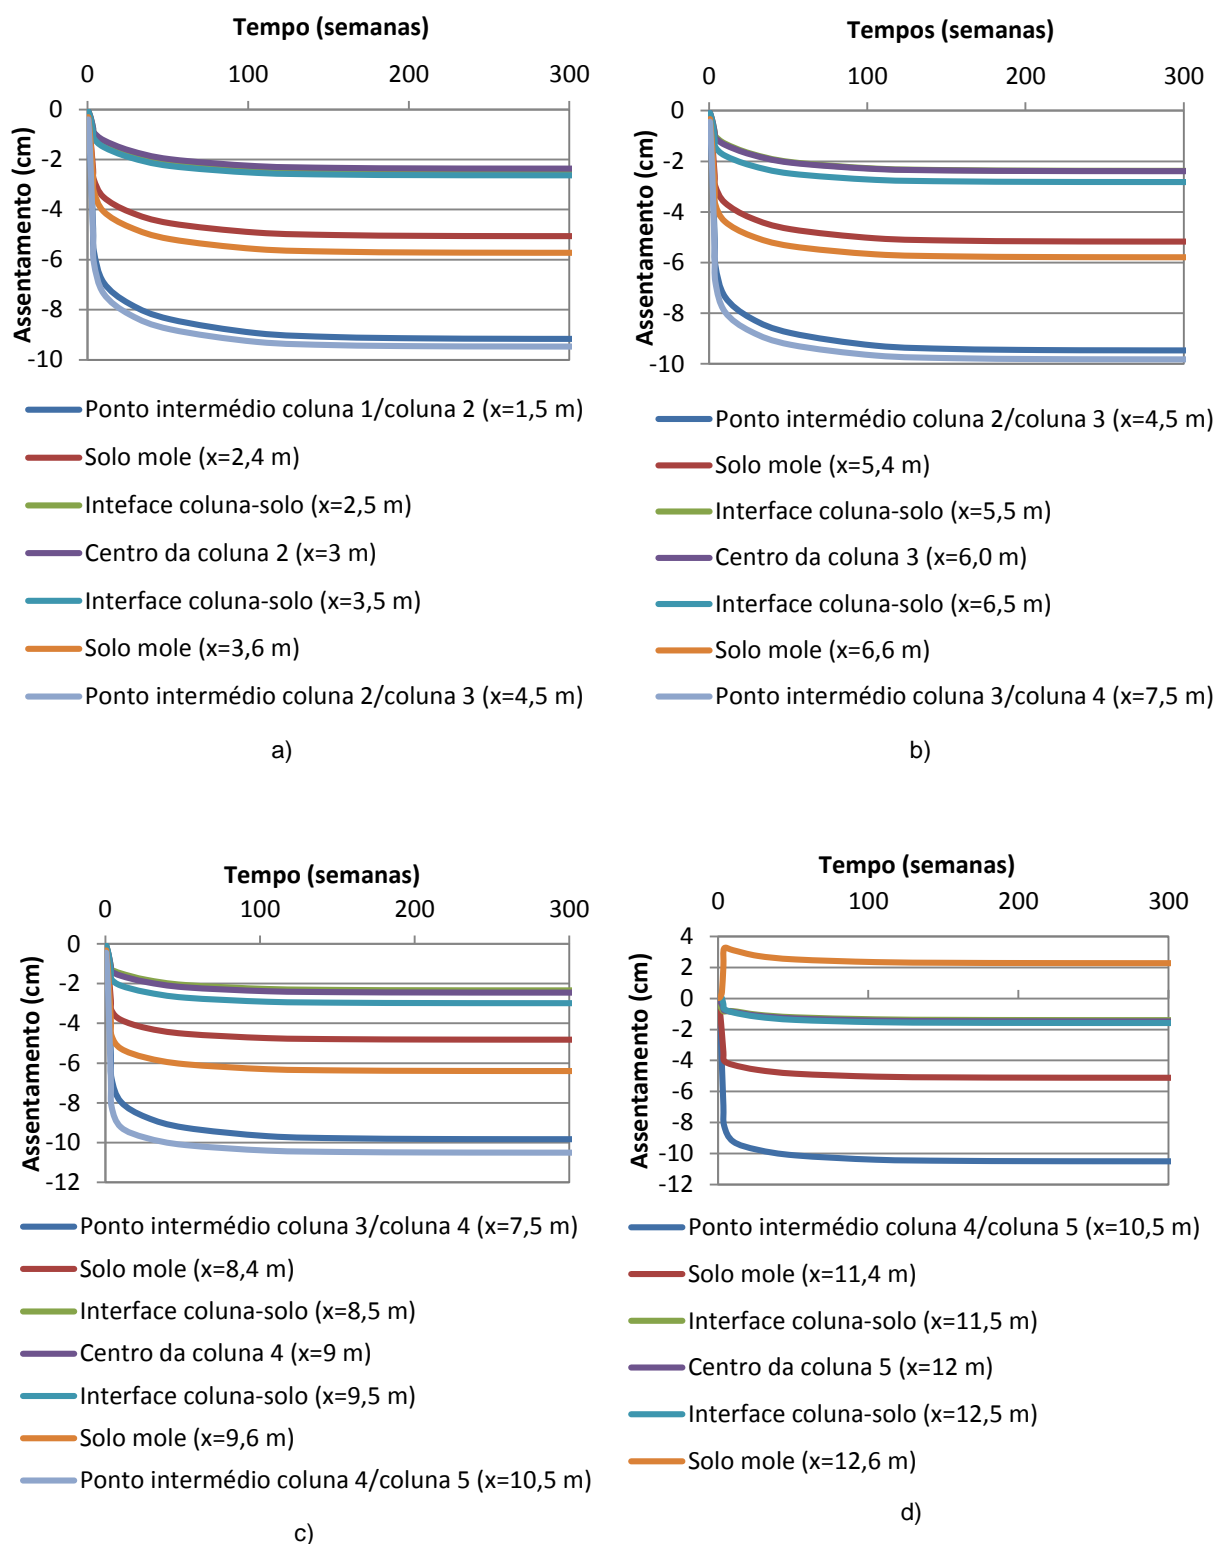 Tempo (semanas)
0 100 200 300
0
-2
-4
-6
-8
-10
Assentamento (cm)
Ponto intermédio coluna 1/coluna 2 (x=1,5 m)
Solo mole (x=2,4 m)
Inteface coluna-solo (x=2,5 m)
Centro da coluna 2 (x=3 m)
Interface coluna-solo (x=3,5 m)
Solo mole (x=3,6 m)
Ponto intermédio coluna 2/coluna 3 (x=4,5 m)
a)
Tempos (semanas)
0 100 200 300
0
-2
-4
-6
-8
-10
Assentamento (cm)
Ponto intermédio coluna 2/coluna 3 (x=4,5 m)
Solo mole (x=5,4 m)
Interface coluna-solo (x=5,5 m)
Centro da coluna 3 (x=6,0 m)
Interface coluna-solo (x=6,5 m)
Solo mole (x=6,6 m)
Ponto intermédio coluna 3/coluna 4 (x=7,5 m)
b)
Tempo (semanas)
0 100 200 300
0
-2
-4
-6
-8
-10
-12
Assentamento (cm)
Ponto intermédio coluna 3/coluna 4 (x=7,5 m)
Solo mole (x=8,4 m)
Interface coluna-solo (x=8,5 m)
Centro da coluna 4 (x=9 m)
Interface coluna-solo (x=9,5 m)
Solo mole (x=9,6 m)
Ponto intermédio coluna 4/coluna 5 (x=10,5 m)
c)
Tempo (semanas)
0 100 200 300
4
2
0
-2
-4
-6
-8
-10
-12
Assentamento (cm)
Ponto intermédio coluna 4/coluna 5 (x=10,5 m)
Solo mole (x=11,4 m)
Interface coluna-solo (x=11,5 m)
Centro da coluna 5 (x=12 m)
Interface coluna-solo (x=12,5 m)
Solo mole (x=12,6 m)
d)